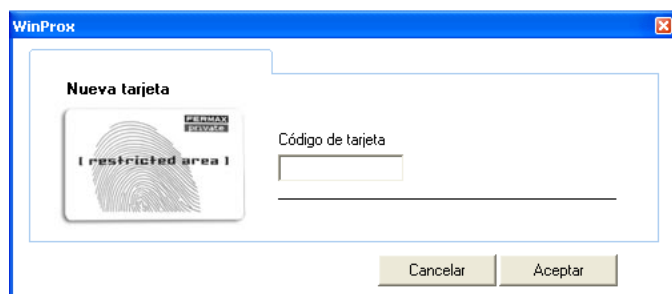 WinProx
Nueva tarjeta
FERMAX
private
[ restricted area ]
Código de tarjeta
Cancelar
Aceptar